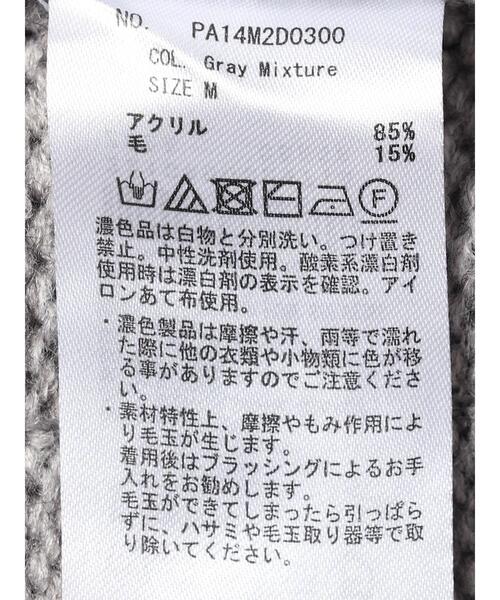 NO. PA14M2D0300
COL. Gray Mixture
SIZE M
アクリル 85%
毛 15%
F
濃色品は白物と分別洗い。つけ置き
禁止。中性洗剤使用。酸素系漂白剤
使用時は漂白剤の表示を確認。アイ
ロンあて布使用。
・濃色製品は摩擦や汗、雨等で濡れ
た際に他の衣類や小物類に色が移
る事がありますのでご注意くださ
い。
・素材特性上、摩擦やもみ作用によ
り毛玉が生じます。
着用後はブラッシングによるお手
入れをお勧めします。
毛玉ができてしまったら引っぱら
ずに、ハサミや毛玉取り器等で取
り除いてください。